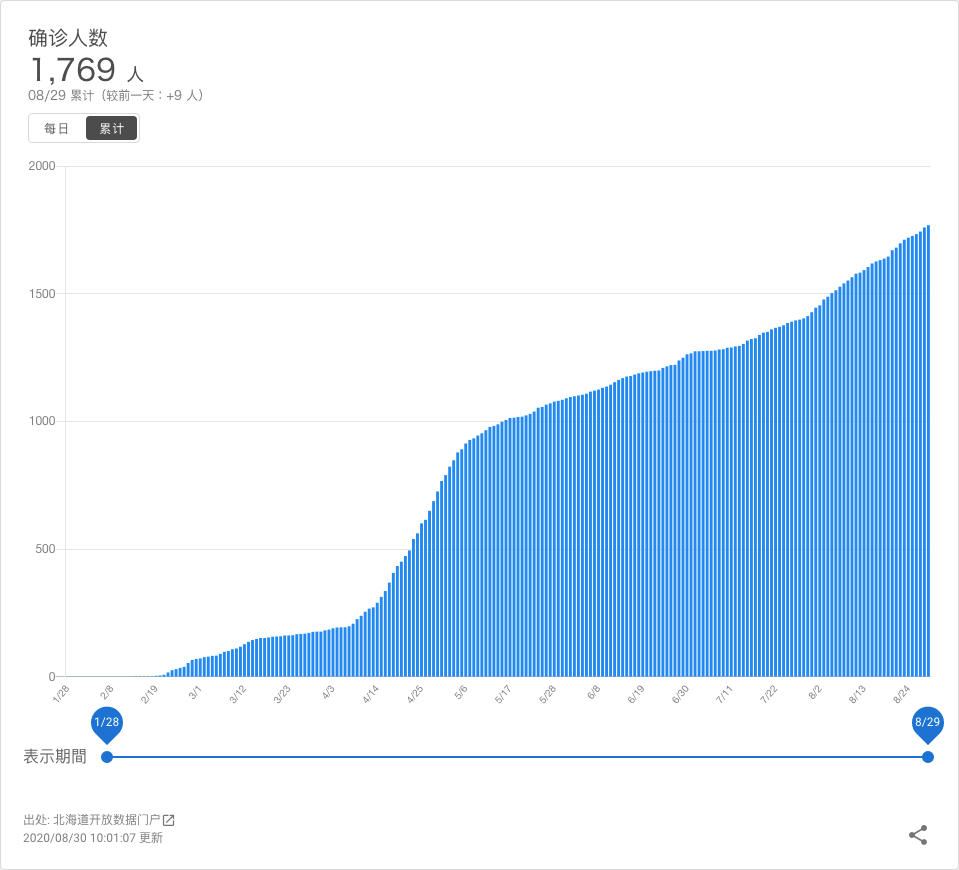 确诊人数
1,769 人
08/29 累计（较前一天：+9 人）
每日 累计
2000
1500
1000
500
0
1/28 2/8 2/19 3/1 3/12 3/23 4/3 4/14 4/25 5/6 5/17 5/28 6/8 6/19 6/30 7/11 7/22 8/2 8/13 8/24
1/28 8/29
表示期間
出处: 北海道开放数据门户
2020/08/30 10:01:07 更新